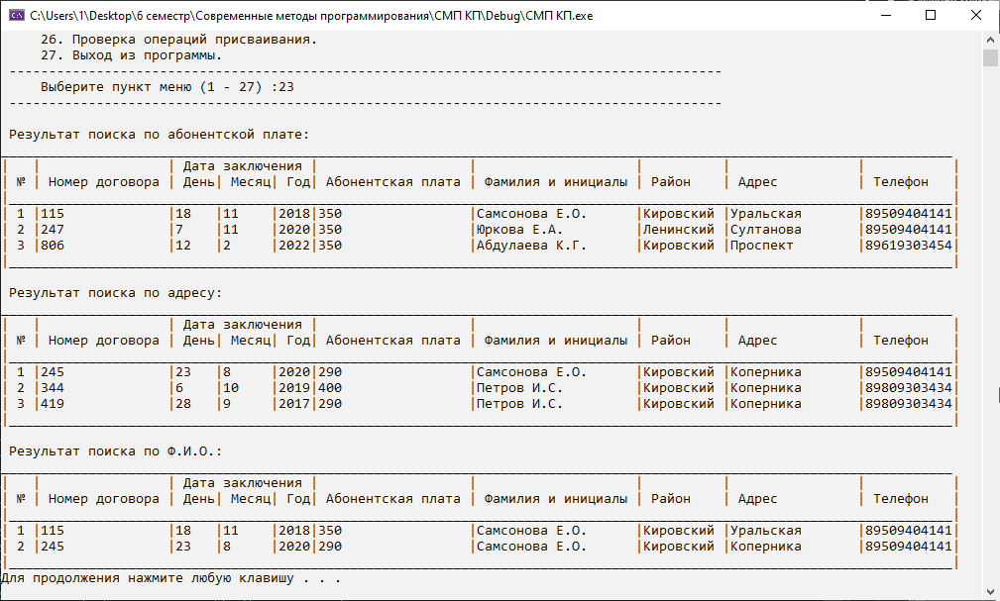 C:\Users\1\Desktop\6 семестр\Современные методы программирования\СМП КП\Debug\СМП КП.exe
26. Проверка операций присваивания.
27. Выход из программы.
Выберите пункт меню (1 - 27) :23
Результат поиска по абонентской плате:
| | | Дата заключения | | | | | |
| № | Номер договора | День| Месяц| Год| Абонентская плата | Фамилия и инициалы | Район | Адрес | Телефон |
| 1 |115 |18 |11 |2018|350 |Самсонова Е.О. |Кировский |Уральская |89509404141|
| 2 |247 |7 |11 |2020|350 |Юркова Е.А. |Ленинский |Султанова |89509404141|
| 3 |806 |12 |2 |2022|350 |Абдулаева К.Г. |Кировский |Проспект |89619303454|
Результат поиска по адресу:
| | | Дата заключения | | | | | |
| № | Номер договора | День| Месяц| Год| Абонентская плата | Фамилия и инициалы | Район | Адрес | Телефон |
| 1 |245 |23 |8 |2020|290 |Самсонова Е.О. |Кировский |Коперника |89509404141|
| 2 |344 |6 |10 |2019|400 |Петров И.С. |Кировский |Коперника |89809303434|
| 3 |419 |28 |9 |2017|290 |Петров И.С. |Кировский |Коперника |89809303434|
Результат поиска по Ф.И.О.:
| | | Дата заключения | | | | | |
| № | Номер договора | День| Месяц| Год| Абонентская плата | Фамилия и инициалы | Район | Адрес | Телефон |
| 1 |115 |18 |11 |2018|350 |Самсонова Е.О. |Кировский |Уральская |89509404141|
| 2 |245 |23 |8 |2020|290 |Самсонова Е.О. |Кировский |Коперника |89509404141|
Для продолжения нажмите любую клавишу . . .